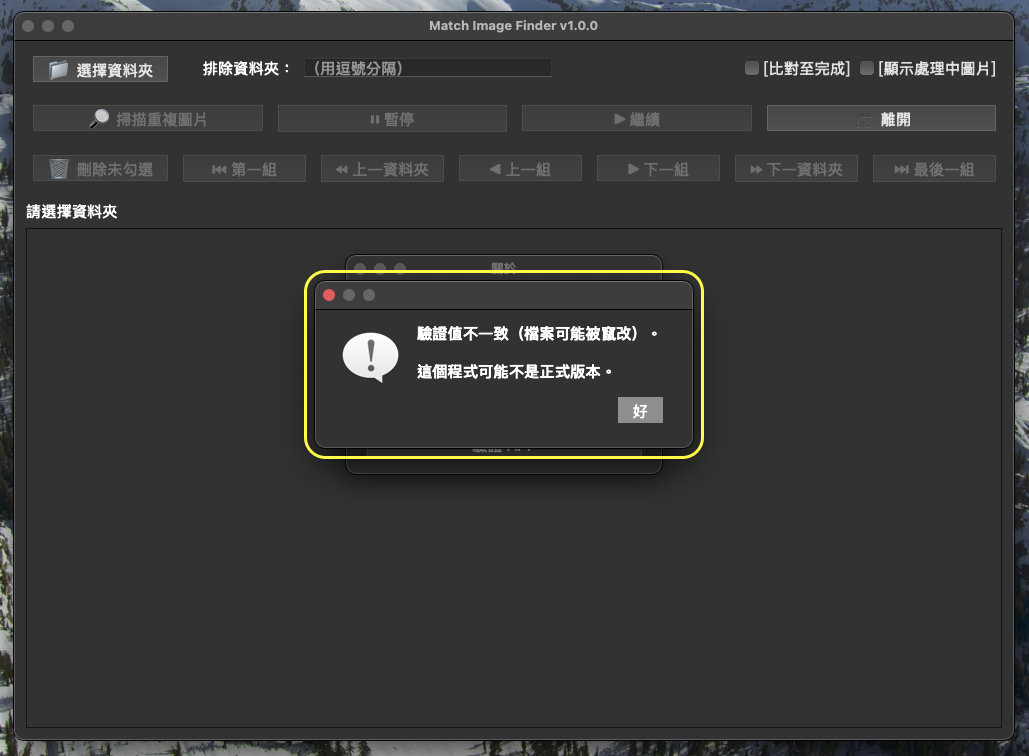 Match Image Finder v1.0.0
選擇資料夾
排除資料夾：
（用逗號分隔）
[比對至完成]
[顯示處理中圖片]
掃描重複圖片
暫停
繼續
離開
刪除未勾選
第一組
上一資料夾
上一組
下一組
下一資料夾
最後一組
請選擇資料夾
關於
驗證值不一致（檔案可能被竄改）。
這個程式可能不是正式版本。
好